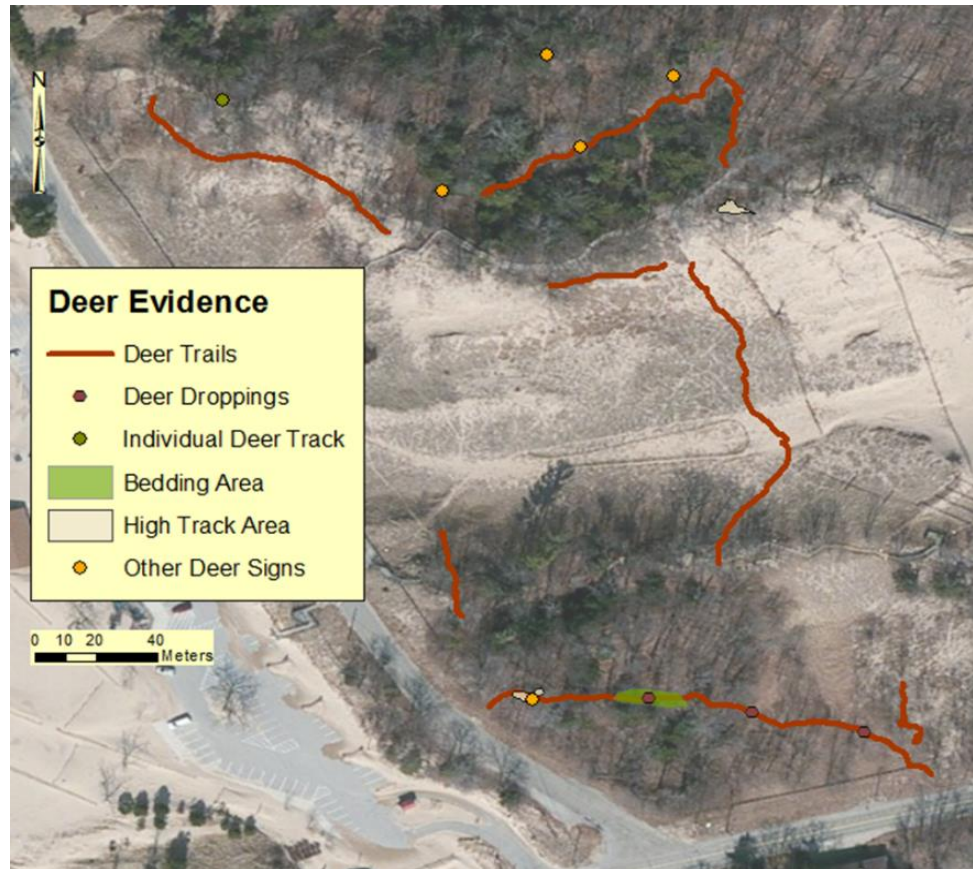 N
Deer Evidence
Deer Trails
Deer Droppings
Individual Deer Track
Bedding Area
High Track Area
Other Deer Signs
0 10 20 40
Meters